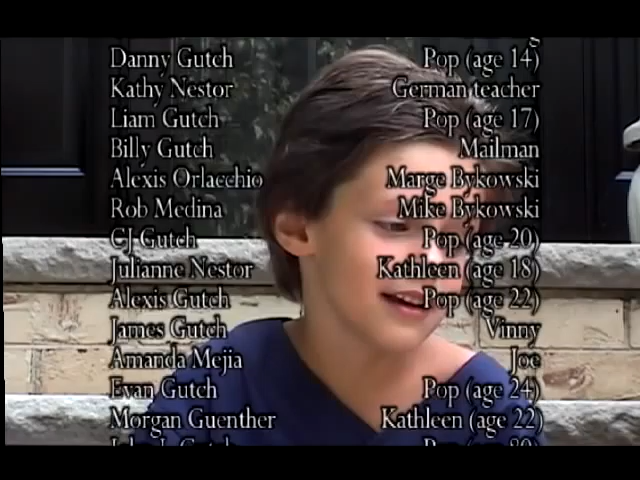 Danny Gutch Pop (age 14)
Kathy Nestor German teacher
Liam Gutch Pop (age 17)
Billy Gutch Mailman
Alexis Orlacchio Marge Bykowski
Rob Medina Mike Bykowski
CJ Gutch Pop (age 20)
Julianne Nestor Kathleen (age 18)
Alexis Gutch Pop (age 22)
James Gutch Vinny
Amanda Mejia Joe
Evan Gutch Pop (age 24)
Morgan Guenther Kathleen (age 22)